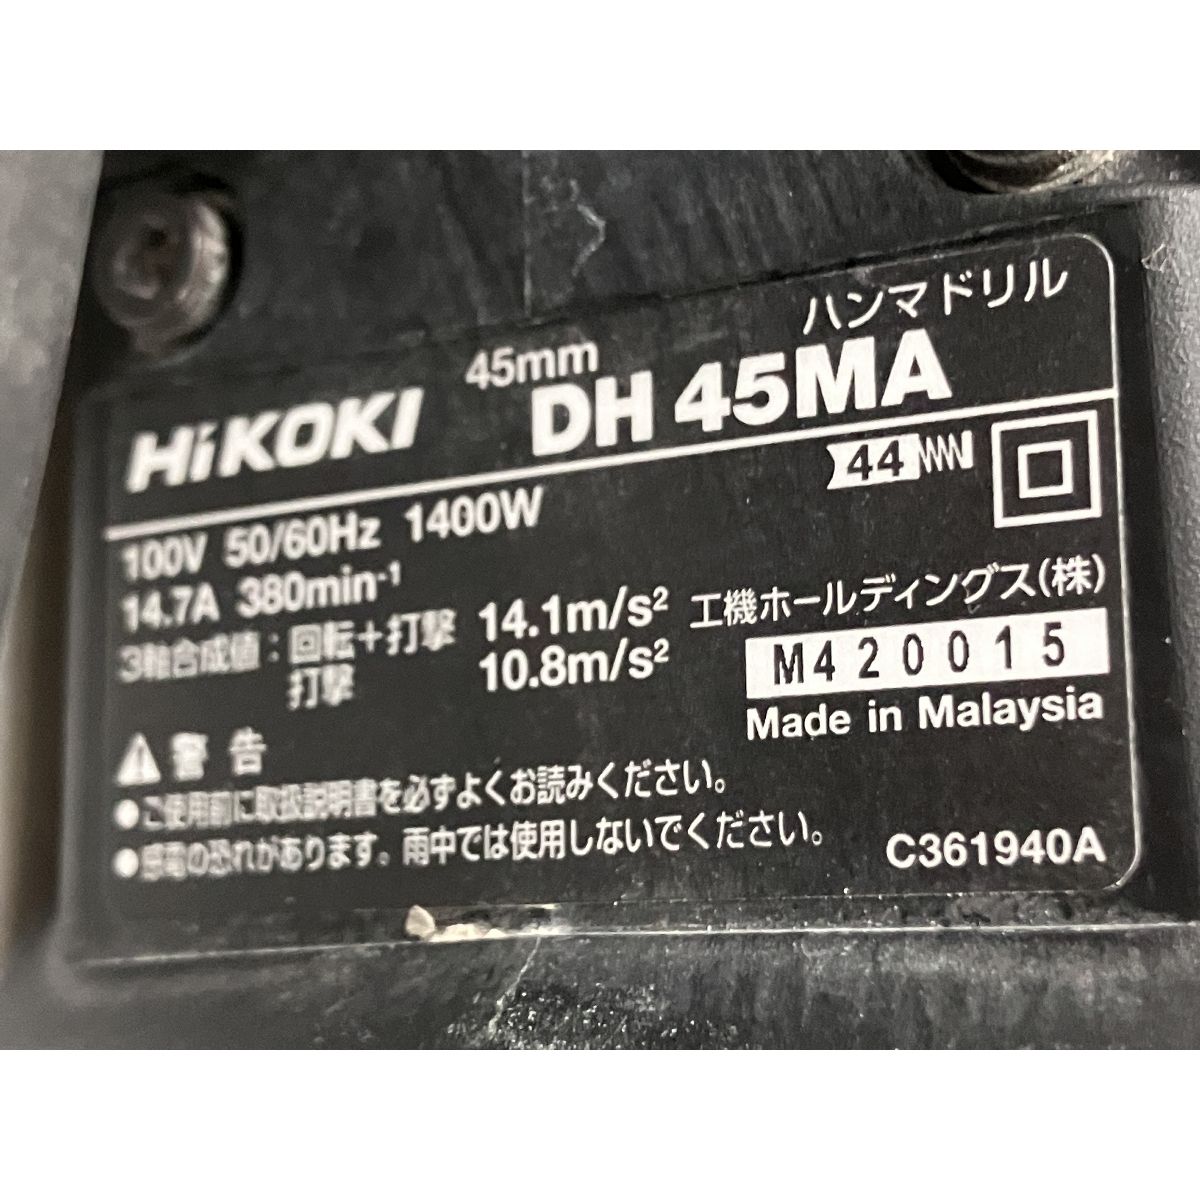 ハンマドリル
HiKOKI 45mm DH 45MA
44
100V 50/60Hz 1400W
14.7A 380min-¹
3軸合成値：回転＋打撃 14.1m/s²
打撃 10.8m/s²
工機ホールディングス(株)
M420015
Made in Malaysia
⚠警告
●ご使用前に取扱説明書を必ずよくお読みください。
●感電の恐れがあります。雨中では使用しないでください。
C361940A